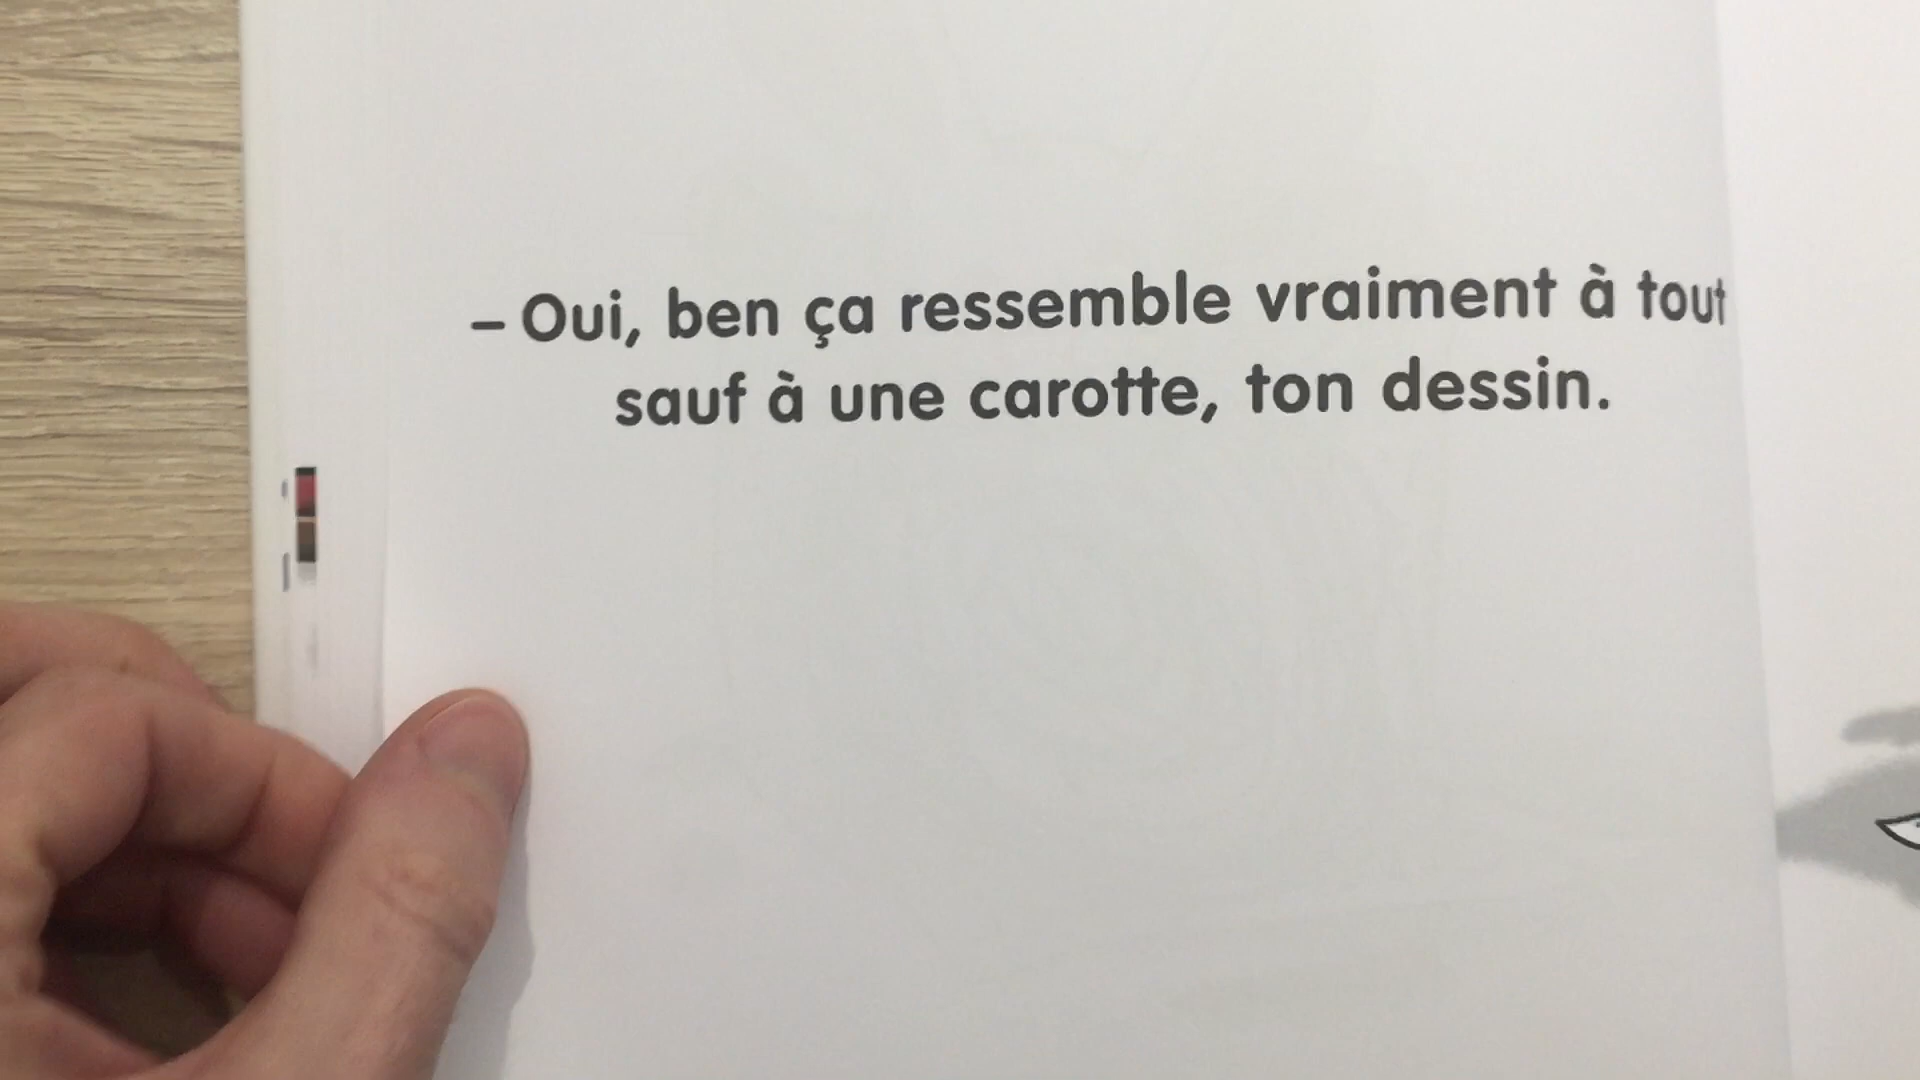 – Oui, ben ça ressemble vraiment à tout
sauf à une carotte, ton dessin.